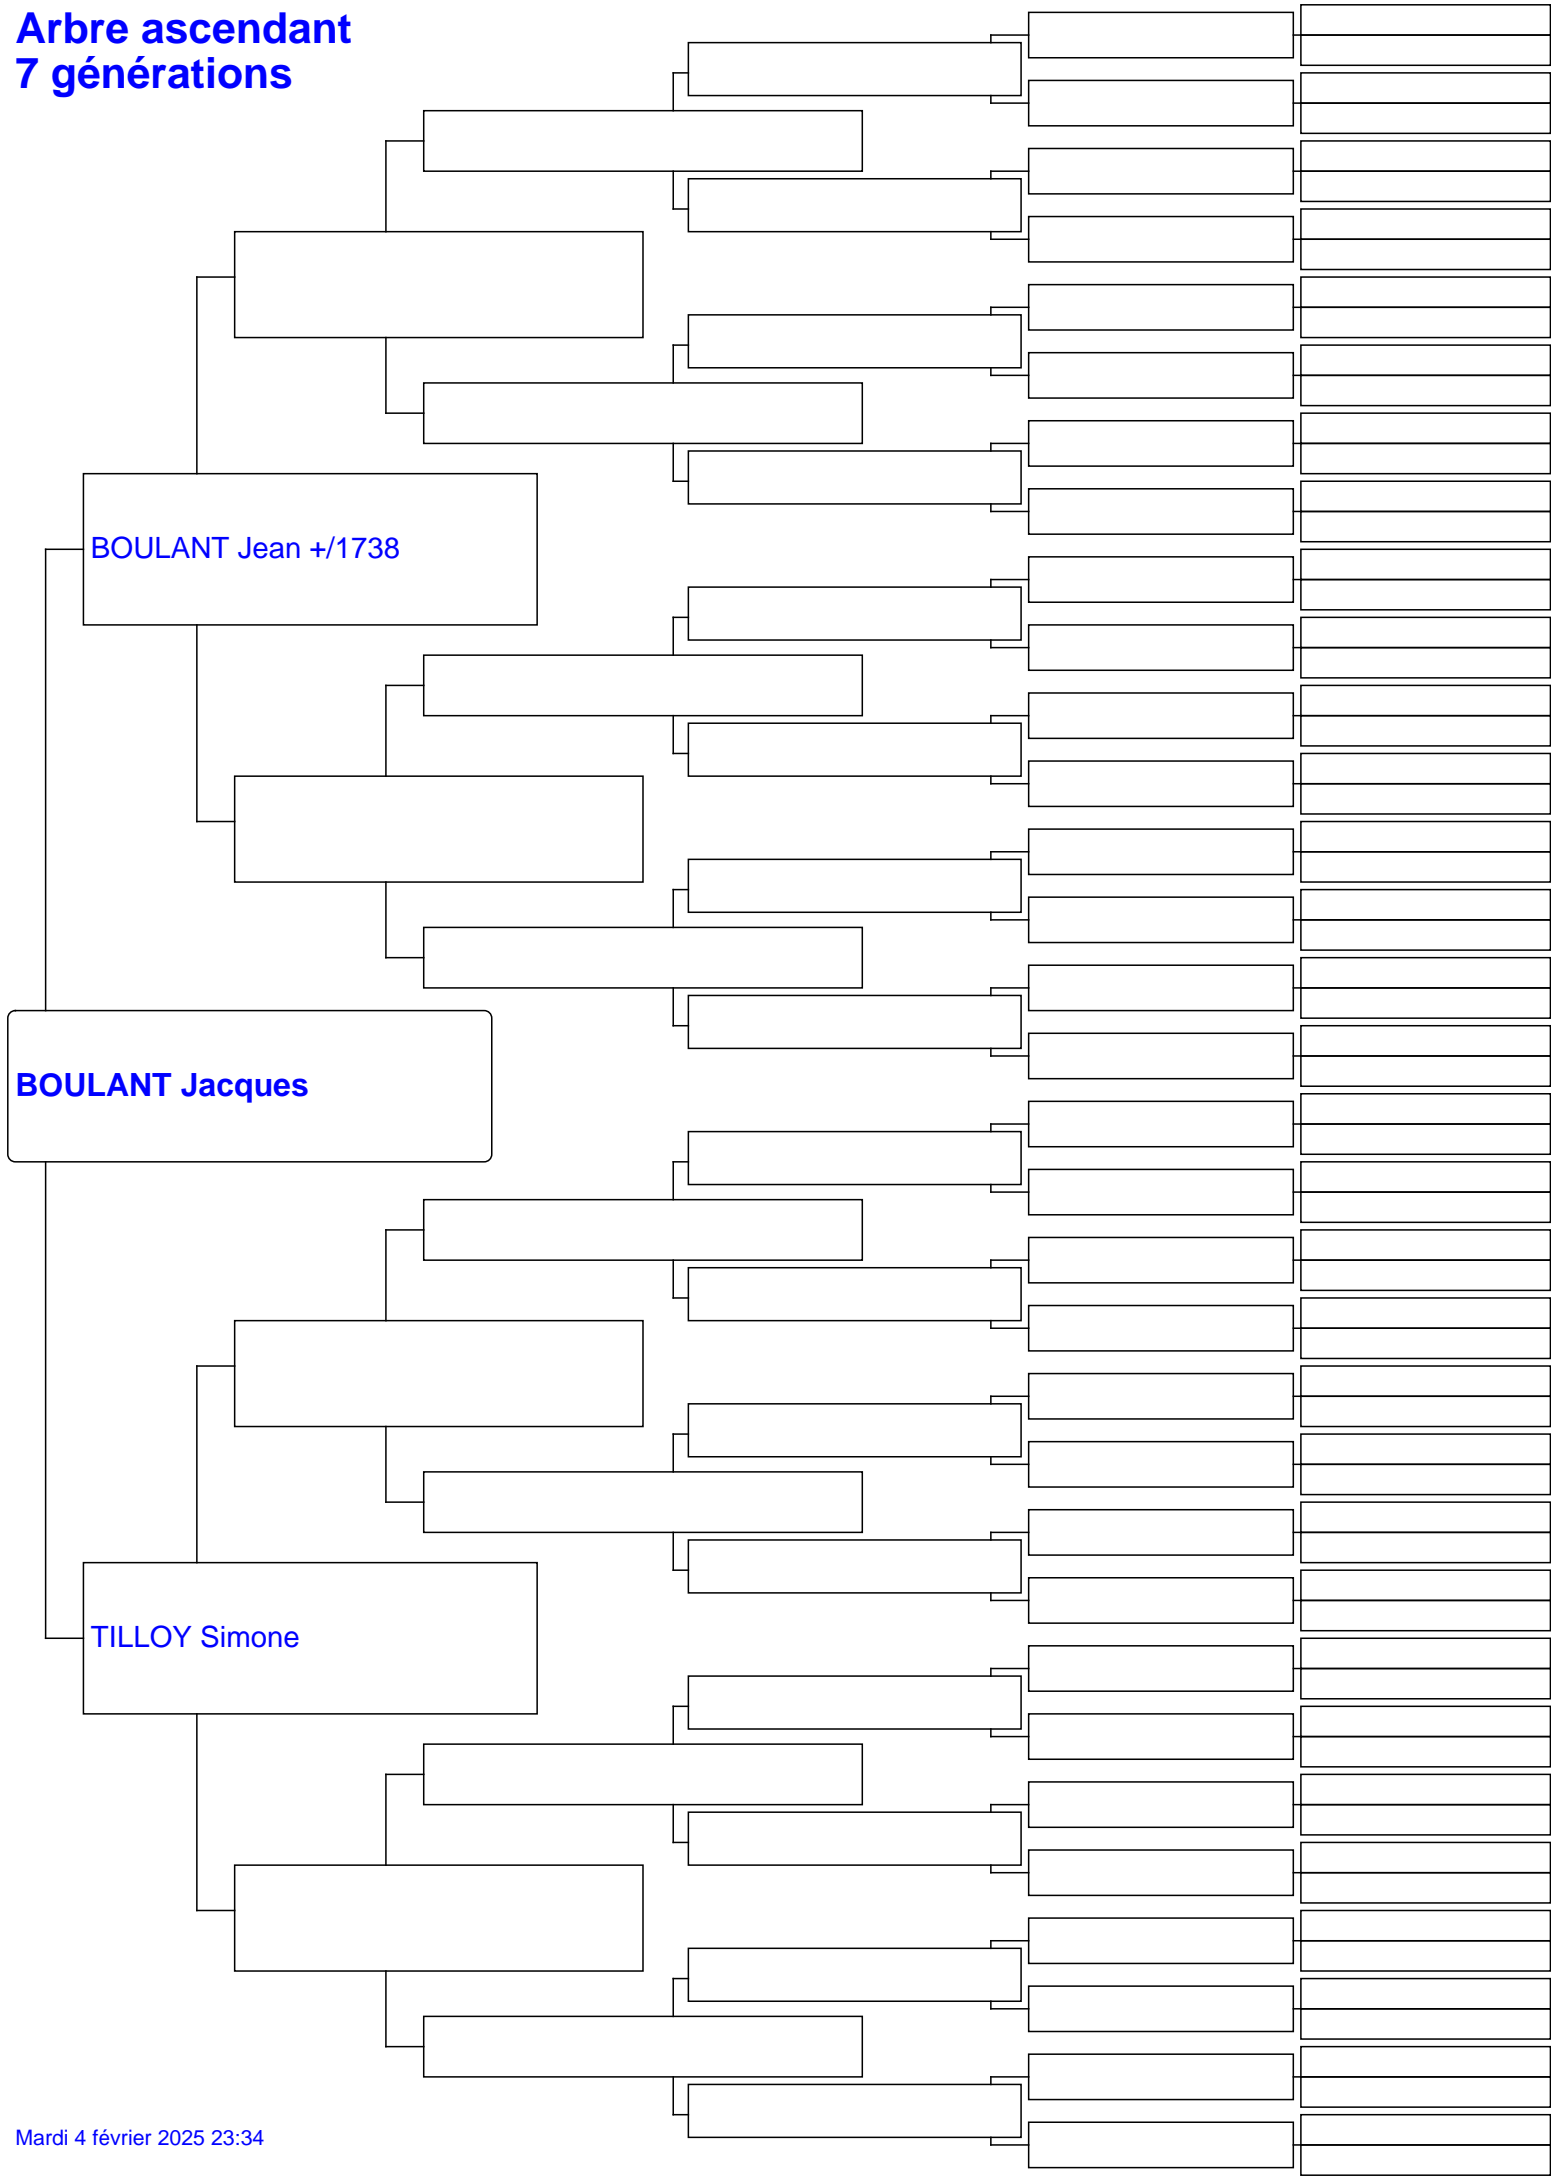 Arbre ascendant
7 générations
BOULANT Jean +/1738
BOULANT Jacques
TILLOY Simone
Mardi 4 février 2025 23:34